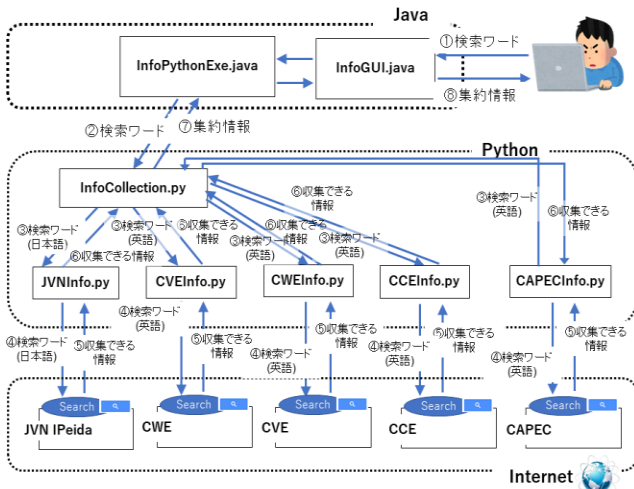 Java
①検索ワード
InfoPythonExe.java
InfoGUI.java
⑧集約情報
②検索ワード
⑦集約情報
Python
InfoCollection.py
⑥収集できる
情報
③検索ワード
(英語)
⑥収集できる
情報
③検索ワード
(日本語)
⑥収集できる
情報
③検索ワード
(英語)
⑥収集できる
情報
③検索ワード
(英語)
⑥収集できる
情報
③検索ワード
(英語)
JVNInfo.py
CVEInfo.py
CWEInfo.py
CCEInfo.py
CAPECInfo.py
④検索ワード
(日本語)
⑤収集できる
情報
④検索ワード
(英語)
⑤収集できる
情報
④検索ワード
(英語)
⑤収集できる
情報
④検索ワード
(英語)
⑤収集できる
情報
④検索ワード
(英語)
⑤収集できる
情報
Search
Search
Search
Search
Search
JVN IPeida
CWE
CVE
CCE
CAPEC
Internet